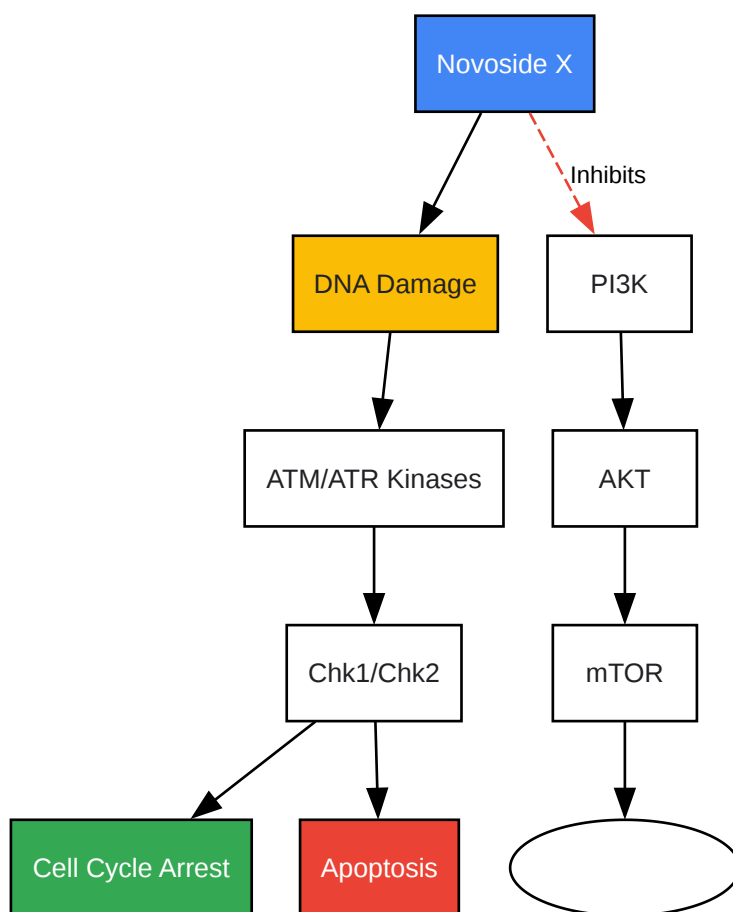 Novoside X
Inhibits
DNA Damage
PI3K
ATM/ATR Kinases
AKT
Chk1/Chk2
mTOR
Cell Cycle Arrest
Apoptosis